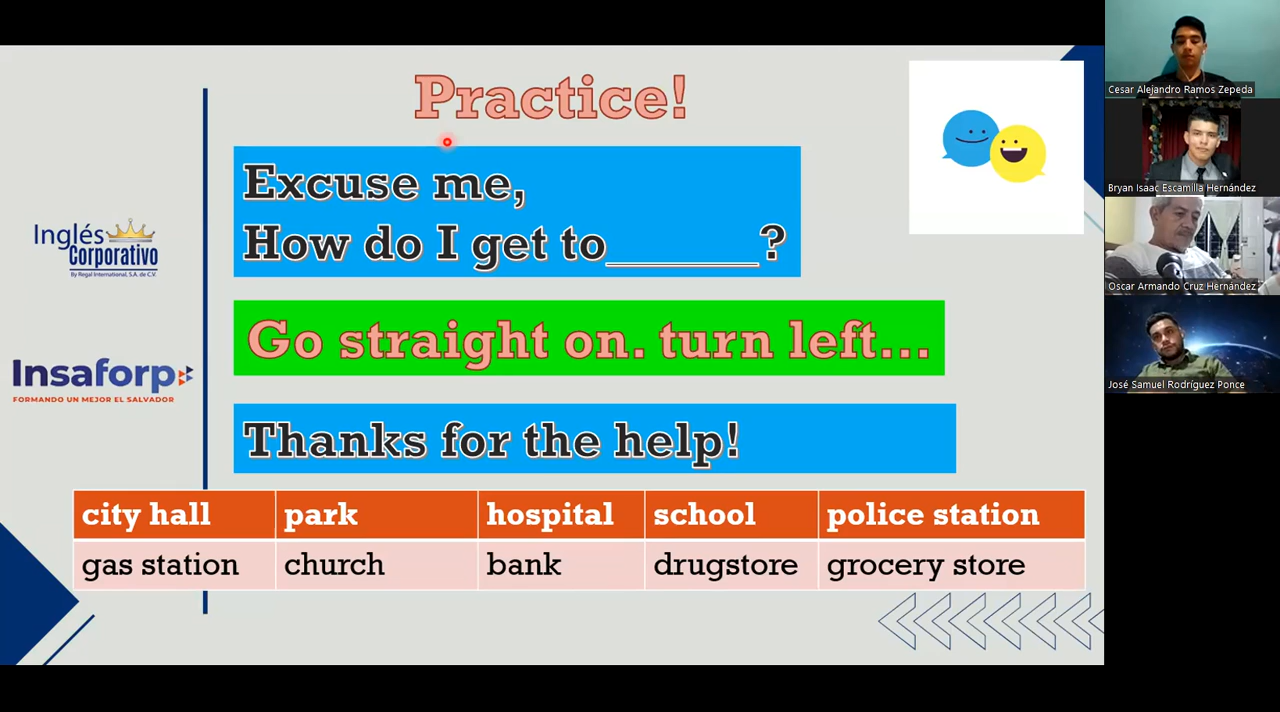 Practice!
Excuse me,
How do I get to______?
Go straight on. turn left...
Thanks for the help!
city hall park hospital school police station
gas station church bank drugstore grocery store
Inglés
Corporativo
By Regal International, S.A. de C.V.
Insaforp
FORMANDO UN MEJOR EL SALVADOR
Cesar Alejandro Ramos Zepeda
Bryan Isaac Escamilla Hernández
Oscar Armando Cruz Hernández
José Samuel Rodríguez Ponce